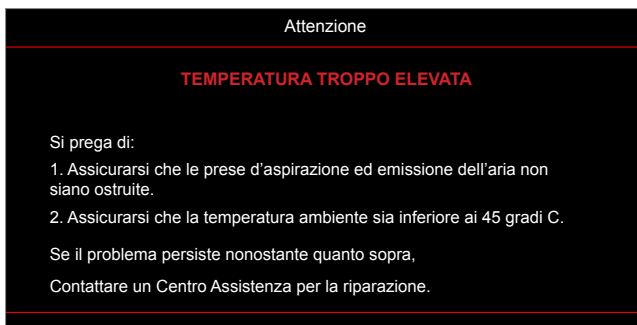 Attenzione
TEMPERATURA TROPPO ELEVATA
Si prega di:
1. Assicurarsi che le prese d'aspirazione ed emissione dell'aria non
siano ostruite.
2. Assicurarsi che la temperatura ambiente sia inferiore ai 45 gradi C.
Se il problema persiste nonostante quanto sopra,
Contattare un Centro Assistenza per la riparazione.